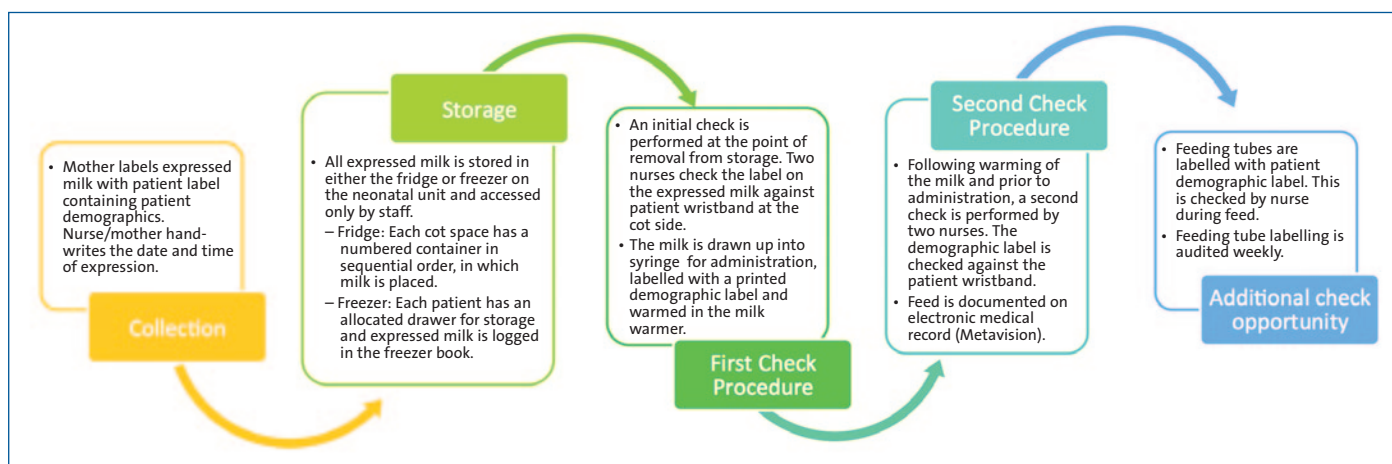 • Mother labels expressed
milk with patient label
containing patient
demographics.
Nurse/mother hand-
writes the date and time
of expression.
Collection
Storage
• All expressed milk is stored in
either the fridge or freezer on
the neonatal unit and accessed
only by staff.
– Fridge: Each cot space has a
numbered container in
sequential order, in which
milk is placed.
– Freezer: Each patient has an
allocated drawer for storage
and expressed milk is logged
in the freezer book.
• An initial check is
performed at the point of
removal from storage. Two
nurses check the label on
the expressed milk against
patient wristband at the
cot side.
• The milk is drawn up into
syringe for administration,
labelled with a printed
demographic label and
warmed in the milk
warmer.
First Check
Procedure
Second Check
Procedure
• Following warming of
the milk and prior to
administration, a second
check is performed by
two nurses. The
demographic label is
checked against the
patient wristband.
• Feed is documented on
electronic medical
record (Metavision).
• Feeding tubes are
labelled with patient
demographic label. This
is checked by nurse
during feed.
• Feeding tube labelling is
audited weekly.
Additional check
opportunity